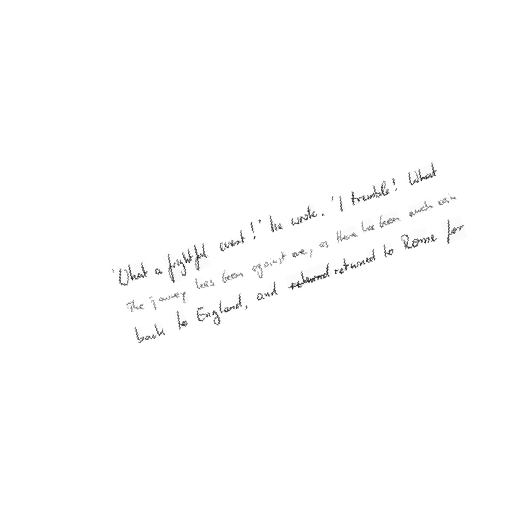 'What a frightful event!' he wrote. 'I tremble! What
The journey has been against me, as there has been much rain
back to England, and returned returned to Rome for